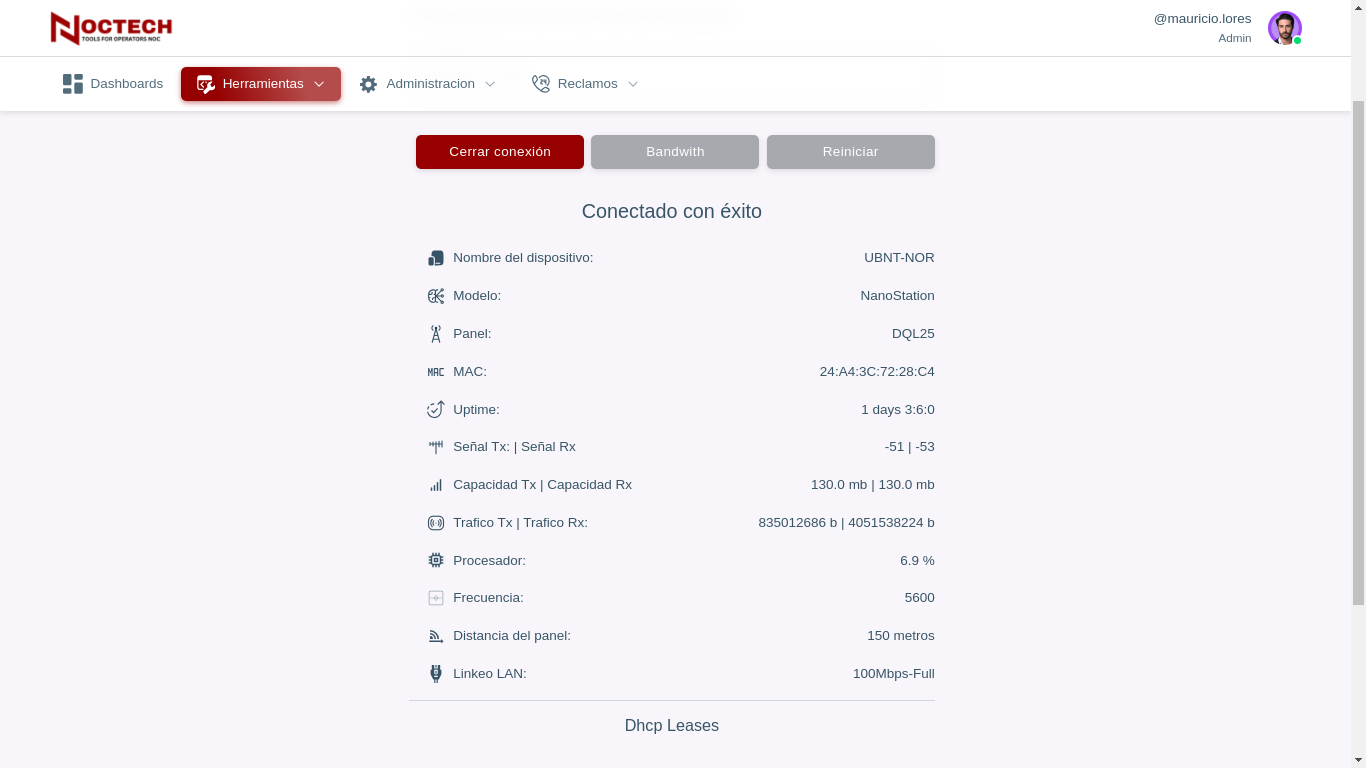 NOCTECH
TOOLS FOR OPERATORS NOC
@mauricio.lores
Admin
Dashboards
Herramientas
Administracion
Reclamos
Cerrar conexión
Bandwith
Reiniciar
Conectado con éxito
Nombre del dispositivo: UBNT-NOR
Modelo: NanoStation
Panel: DQL25
MAC MAC: 24:A4:3C:72:28:C4
Uptime: 1 days 3:6:0
Señal Tx: | Señal Rx -51 | -53
Capacidad Tx | Capacidad Rx 130.0 mb | 130.0 mb
Trafico Tx | Trafico Rx: 835012686 b | 4051538224 b
Procesador: 6.9 %
Frecuencia: 5600
Distancia del panel: 150 metros
Linkeo LAN: 100Mbps-Full
Dhcp Leases